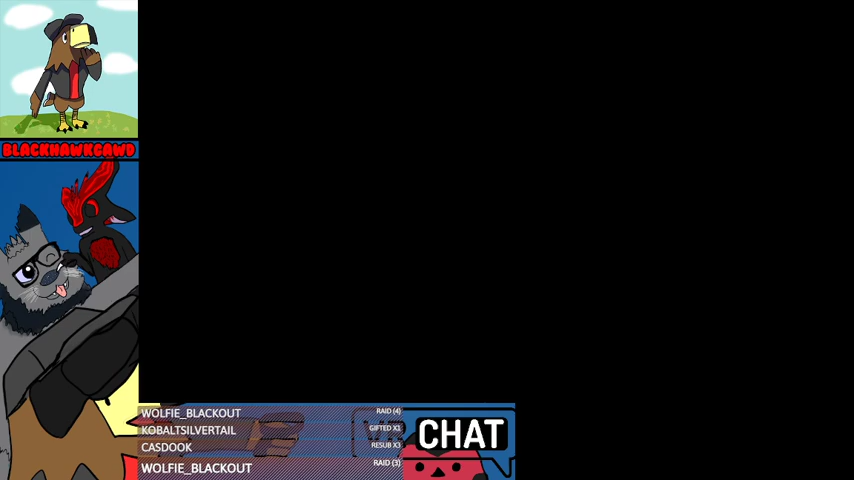 BLACKHAWKGAWD
WOLFIE_BLACKOUT RAID (4)
KOBALTSILVERTAIL GIFTED X1
CASDOOK RESUB X3
WOLFIE_BLACKOUT RAID (3)
CHAT